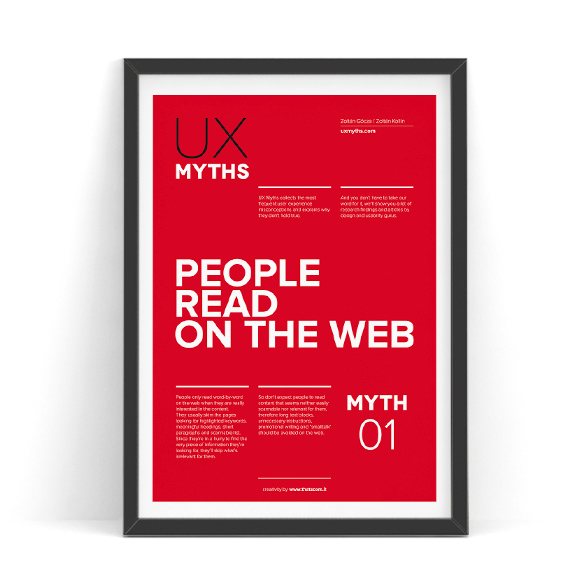 UX
MYTHS
Zoltán Gócza / Zoltán Kollin
uxmyths.com
UX Myths collects the most
frequent user experience
misconceptions and explains why
they don't hold true.
And you don't have to take our
word for it, we'll show you a lot of
research findings and articles by
design and usability gurus.
PEOPLE
READ
ON THE WEB
People only read word-by-word
on the web when they are really
interested in the content.
They usually skim the pages
looking for highlighted keywords,
meaningful headings, short
paragraphs and scannable list.
Since they're in a hurry to find the
very piece of information they're
looking for, they'll skip what's
irrelevant for them.
So don't expect people to read
content that seems neither easily
scannable nor relevant for them,
therefore long text blocks,
unnecessary instructions,
promotional writing and "smalltalk"
should be avoided on the web.
MYTH
01
creativity by www.thatscom.it